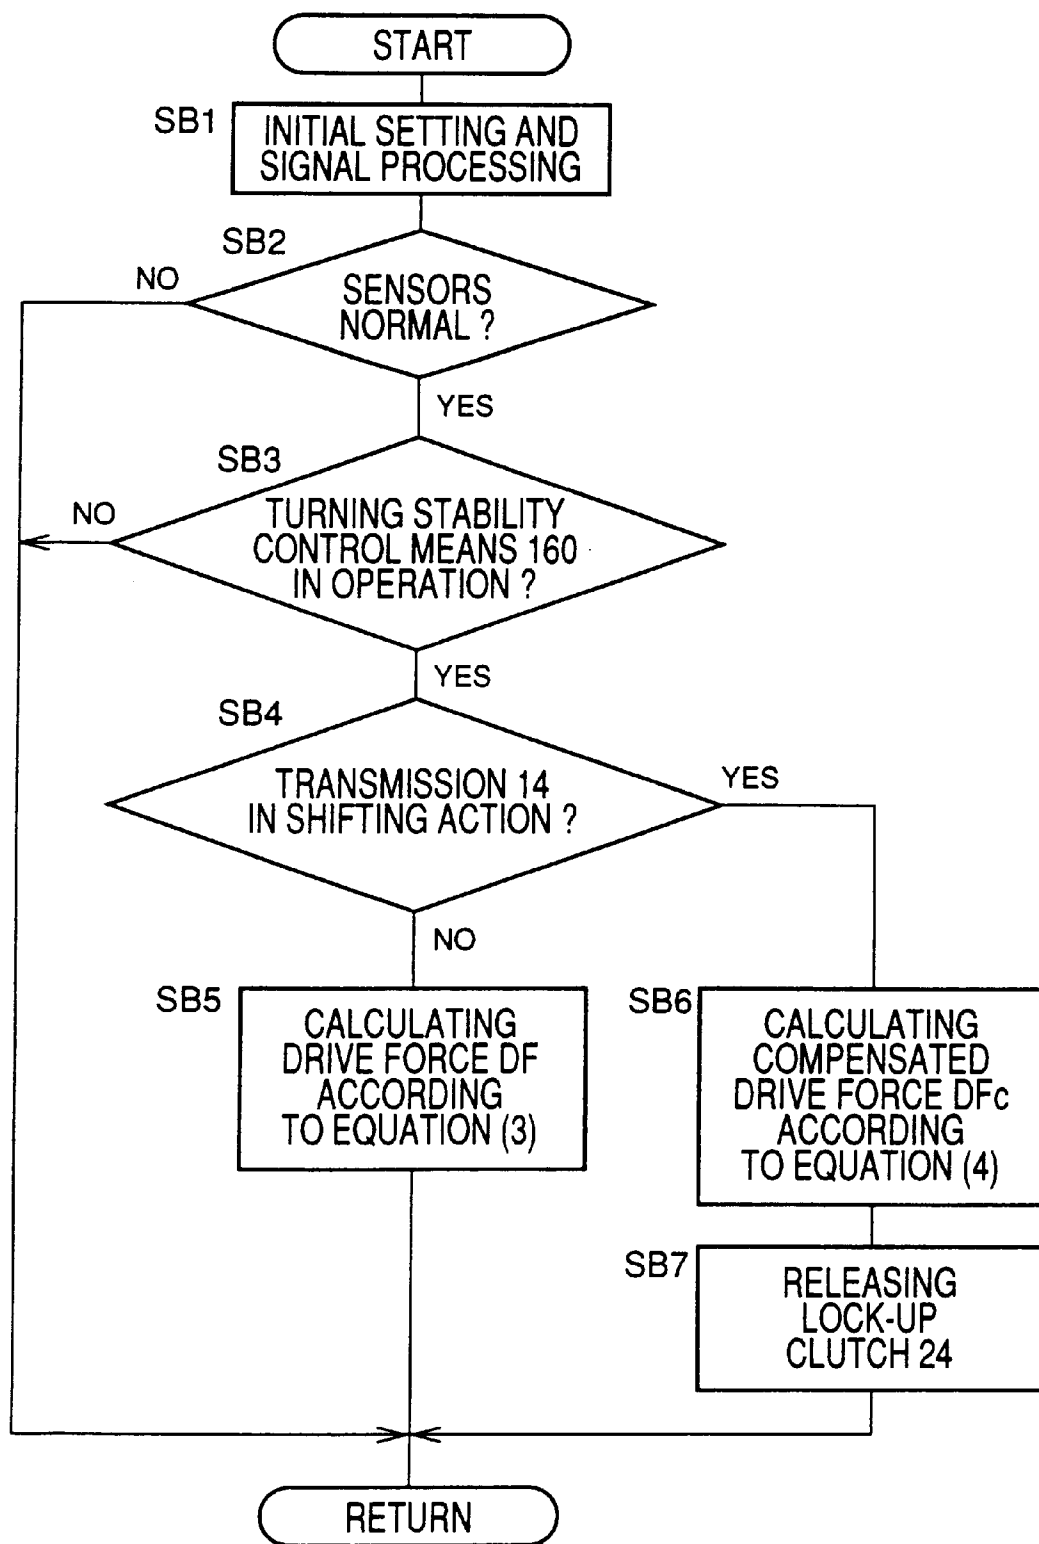 START
SB1
INITIAL SETTING AND
SIGNAL PROCESSING
SB2
NO
SENSORS
NORMAL ?
YES
SB3
NO
TURNING STABILITY
CONTROL MEANS 160
IN OPERATION ?
YES
SB4
TRANSMISSION 14
IN SHIFTING ACTION ?
YES
NO
SB5
CALCULATING
DRIVE FORCE DF
ACCORDING
TO EQUATION (3)
SB6
CALCULATING
COMPENSATED
DRIVE FORCE DFc
ACCORDING
TO EQUATION (4)
SB7
RELEASING
LOCK-UP
CLUTCH 24
RETURN